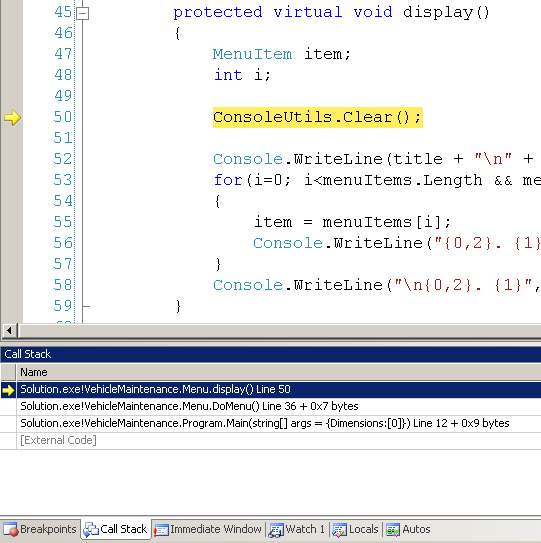 45 protected virtual void display()
46 {
47 MenuItem item;
48 int i;
49
50 ConsoleUtils.Clear();
51
52 Console.WriteLine(title + "\n" +
53 for(i=0; i<menuItems.Length && me
54 {
55 item = menuItems[i];
56 Console.WriteLine("{0,2}. {1}
57 }
58 Console.WriteLine("\n{0,2}. {1}",
59 }
Call Stack
Name
Solution.exe!VehicleMaintenance.Menu.display() Line 50
Solution.exe!VehicleMaintenance.Menu.DoMenu() Line 36 + 0x7 bytes
Solution.exe!VehicleMaintenance.Program.Main(string[] args = {Dimensions:[0]}) Line 12 + 0x9 bytes
[External Code]
Breakpoints Call Stack Immediate Window Watch 1 Locals Autos